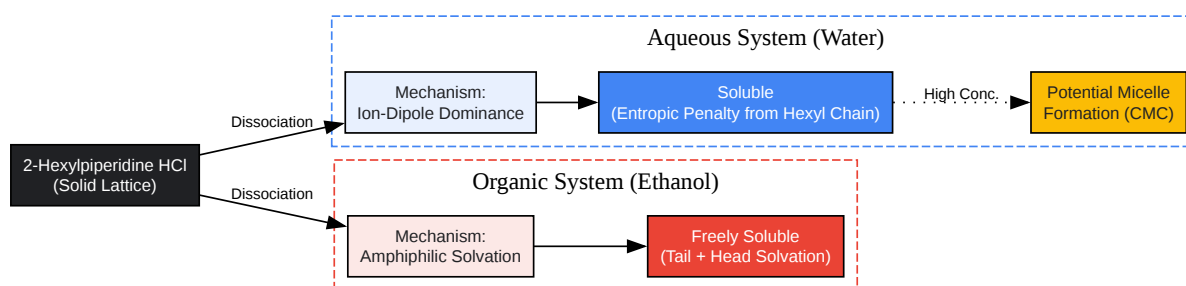 Aqueous System (Water)
Mechanism:
Ion-Dipole Dominance
Soluble
(Entropic Penalty from Hexyl Chain)
High Conc.
Potential Micelle
Formation (CMC)
Dissociation
2-Hexylpiperidine HCl
(Solid Lattice)
Dissociation
Organic System (Ethanol)
Mechanism:
Amphiphilic Solvation
Freely Soluble
(Tail + Head Solvation)